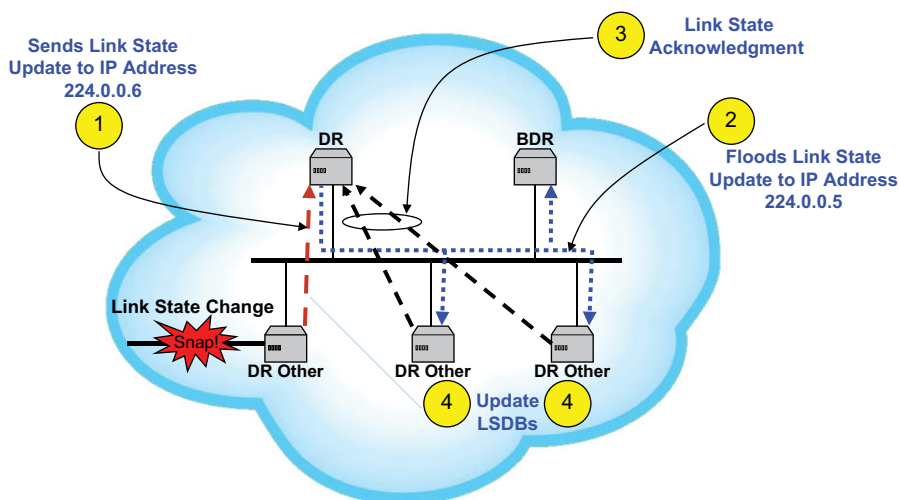 Sends Link State
Update to IP Address
224.0.0.6
1
3
Link State
Acknowledgment
2
Floods Link State
Update to IP Address
224.0.0.5
DR
BDR
Link State Change
Snap!
DR Other
DR Other
DR Other
4
Update
LSDBs
4